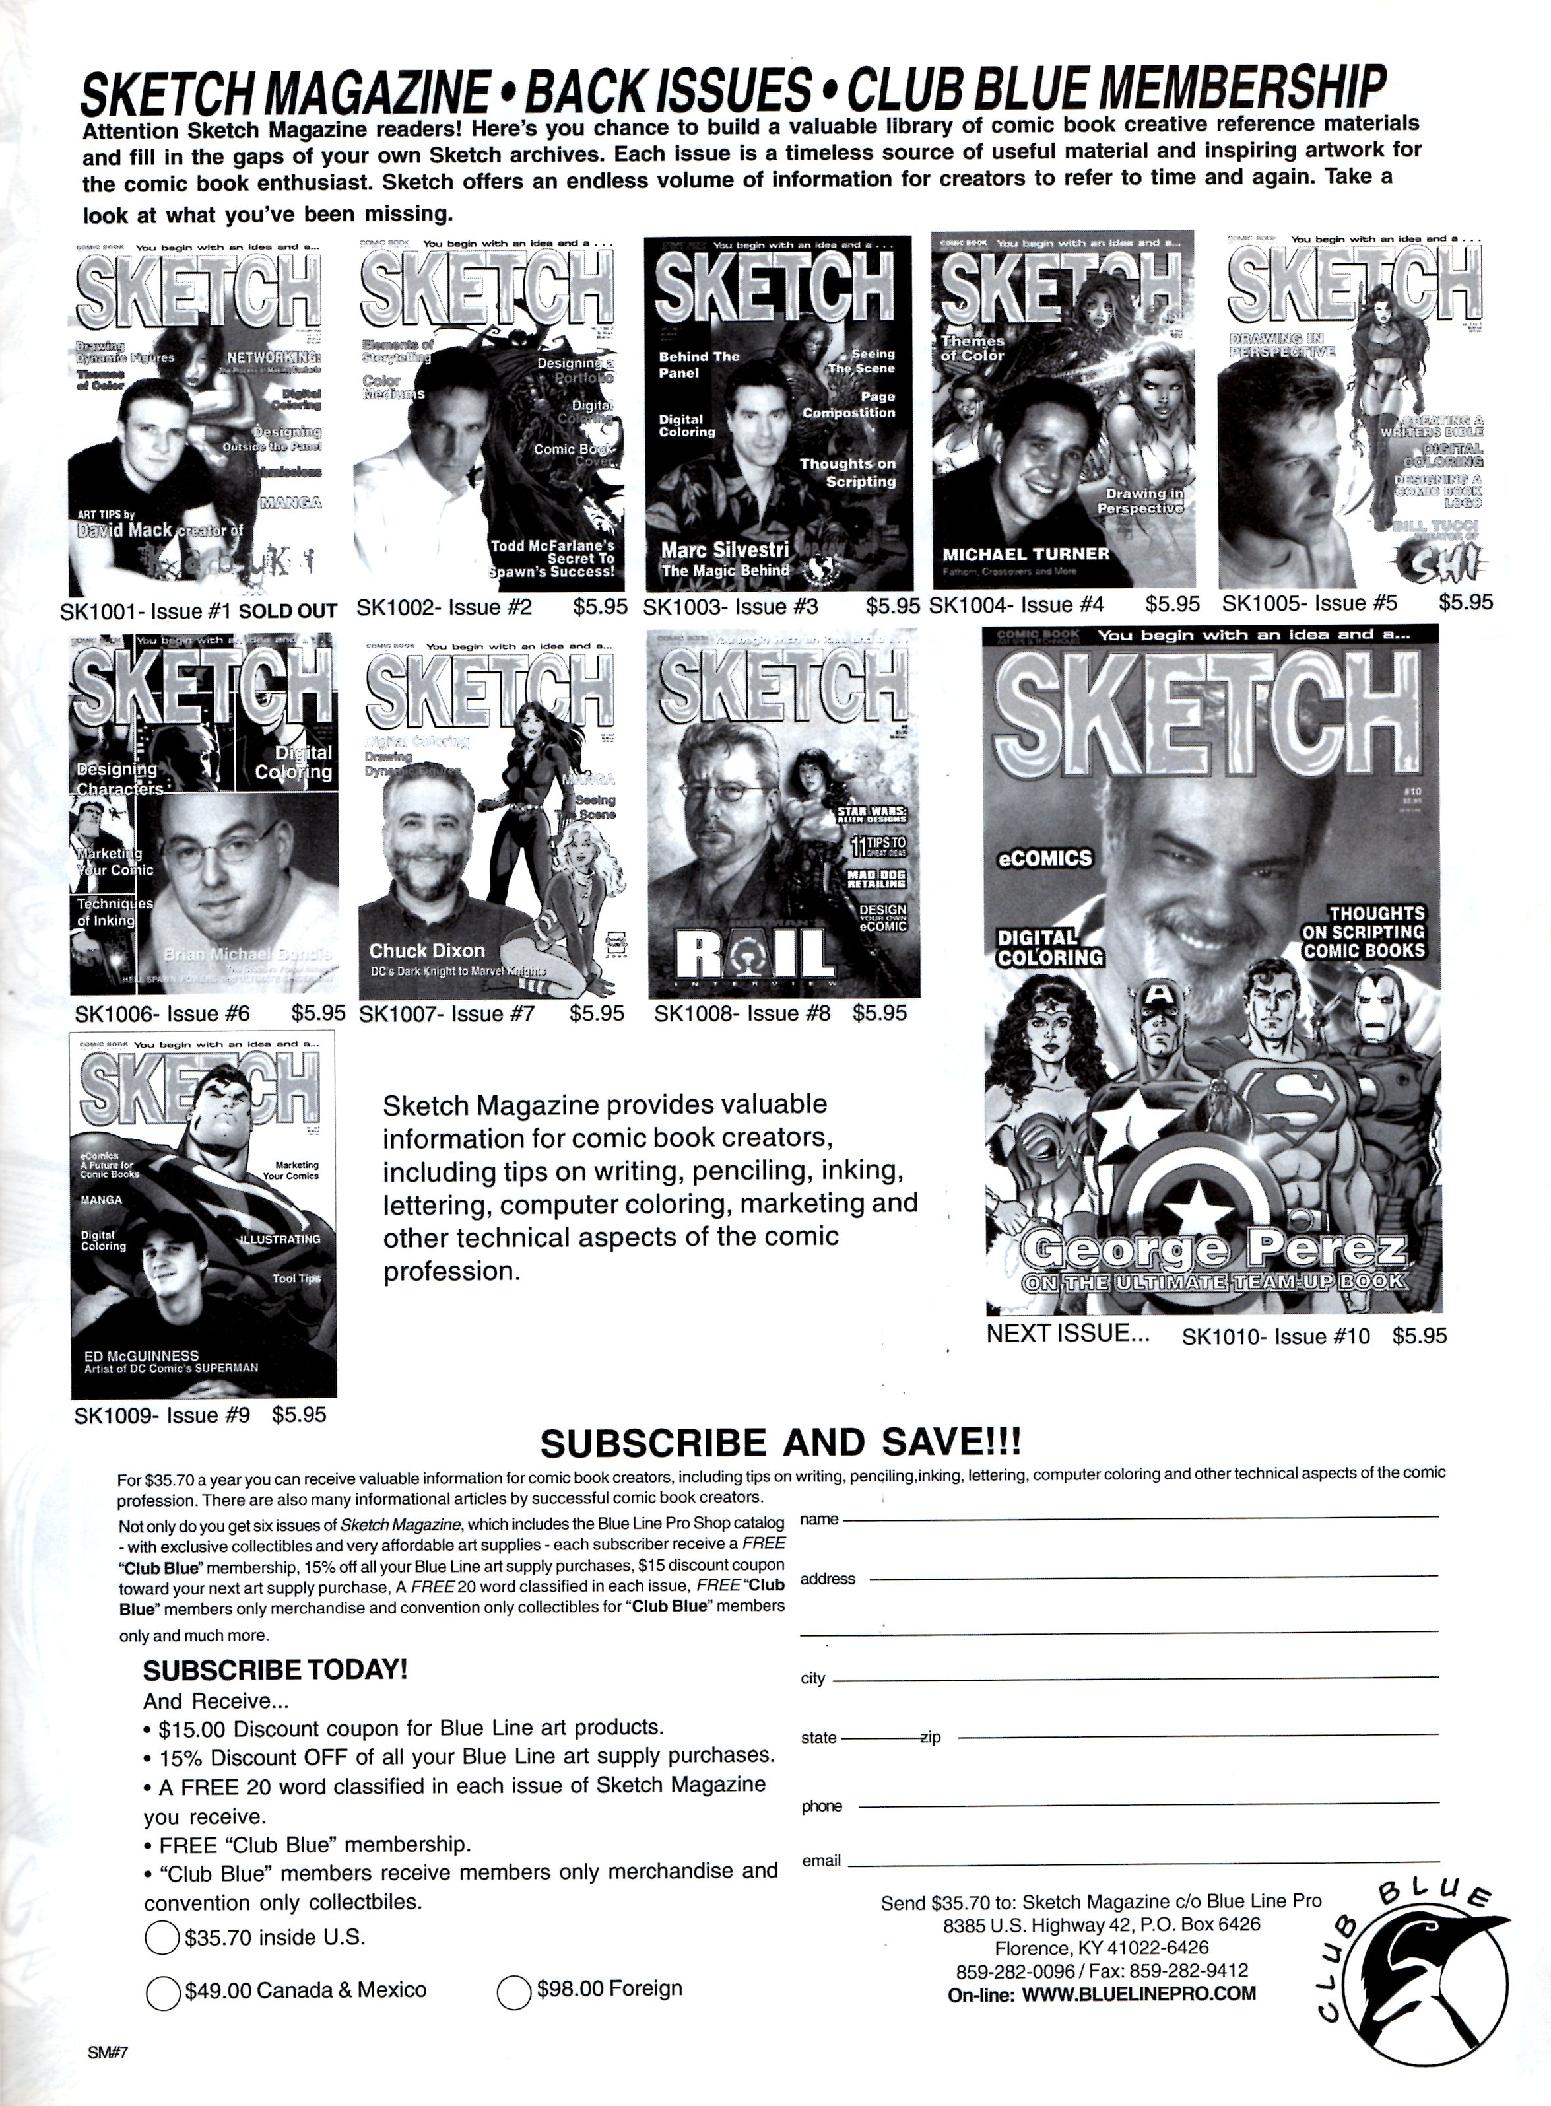 SKETCH MAGAZINE • BACK ISSUES • CLUB BLUE MEMBERSHIP
Attention Sketch Magazine readers! Here's you chance to build a valuable library of comic book creative reference materials
and fill in the gaps of your own Sketch archives. Each issue is a timeless source of useful material and inspiring artwork for
the comic book enthusiast. Sketch offers an endless volume of information for creators to refer to time and again. Take a
look at what you've been missing.
COMIC BOOK You begin with an idea and a...
SKETCH
Drawing
Dynamic Figures
Themes
of Color
NETWORKING:
Digital
Coloring
Designing
Outside the Panel
Submissions
MANGA
ART TIPS by
David Mack creator of
SK1001- Issue #1 SOLD OUT
COMIC BOOK You begin with an idea and a . . .
SKETCH
Elements of
Storytelling
Color
Mediums
Designing a
Portfolio
Digital
Coloring
Comic Book
Cover
Todd McFarlane's
Secret To
Spawn's Success!
SK1002- Issue #2 $5.95
You begin with an idea and a . . .
SKETCH
Behind The
Panel
Seeing
The Scene
Page
Compostition
Digital
Coloring
Thoughts on
Scripting
Marc Silvestri
The Magic Behind
SK1003- Issue #3 $5.95
COMIC BOOK You begin with an idea and a...
SKETCH
Themes
of Color
Drawing in
Perspective
MICHAEL TURNER
Fathom, Crossovers and More
SK1004- Issue #4 $5.95
COMIC BOOK You begin with an idea and a . . .
SKETCH
DRAWING IN
PERSPECTIVE
CREATING A
WRITERS BIBLE
DIGITAL
COLORING
DESIGNING A
COMIC BOOK
LOGO
BILL TUCCI
CREATOR OF
SHI
SK1005- Issue #5 $5.95
You begin with an idea and a
SKETCH
Designing
Characters
Digital
Coloring
Marketing
Your Comic
Techniques
of Inking
Brian Michael Bendis
SK1006- Issue #6 $5.95
COMIC BOOK You begin with an idea and a...
SKETCH
Digital Coloring
Drawing
Dynamic Figures
MANGA
Seeing
The Scene
Chuck Dixon
DC's Dark Knight to Marvel Knights
SK1007- Issue #7 $5.95
SKETCH
STAR WARS:
ALIEN DESIGNS
11 TIPS TO
GREAT IDEAS
MAD DOG
RETAILING
DESIGN
YOUR OWN
eCOMIC
RAIL
INTERVIEW
SK1008- Issue #8 $5.95
COMIC BOOK You begin with an idea and a...
SKETCH
#10
eCOMICS
DIGITAL
COLORING
THOUGHTS
ON SCRIPTING
COMIC BOOKS
George Perez
ON THE ULTIMATE TEAM-UP BOOK
NEXT ISSUE... SK1010- Issue #10 $5.95
COMIC BOOK You begin with an idea and a...
SKETCH
eComics
A Future for
Comic Books
Marketing
Your Comics
MANGA
Digital
Coloring
ILLUSTRATING
Tool Tips
ED McGUINNESS
Artist of DC Comic's SUPERMAN
SK1009- Issue #9 $5.95
Sketch Magazine provides valuable
information for comic book creators,
including tips on writing, penciling, inking,
lettering, computer coloring, marketing and
other technical aspects of the comic
profession.
SUBSCRIBE AND SAVE!!!
For $35.70 a year you can receive valuable information for comic book creators, including tips on writing, penciling,inking, lettering, computer coloring and other technical aspects of the comic
profession. There are also many informational articles by successful comic book creators.
Not only do you get six issues of Sketch Magazine, which includes the Blue Line Pro Shop catalog
- with exclusive collectibles and very affordable art supplies - each subscriber receive a FREE
"Club Blue" membership, 15% off all your Blue Line art supply purchases, $15 discount coupon
toward your next art supply purchase, A FREE 20 word classified in each issue, FREE "Club
Blue" members only merchandise and convention only collectibles for "Club Blue" members
only and much more.
SUBSCRIBE TODAY!
And Receive...
• $15.00 Discount coupon for Blue Line art products.
• 15% Discount OFF of all your Blue Line art supply purchases.
• A FREE 20 word classified in each issue of Sketch Magazine
you receive.
• FREE "Club Blue" membership.
• "Club Blue" members receive members only merchandise and
convention only collectbiles.
$35.70 inside U.S.
$49.00 Canada & Mexico $98.00 Foreign
name
address
city
state zip
phone
email
Send $35.70 to: Sketch Magazine c/o Blue Line Pro
8385 U.S. Highway 42, P.O. Box 6426
Florence, KY 41022-6426
859-282-0096 / Fax: 859-282-9412
On-line: WWW.BLUELINEPRO.COM
CLUB BLUE
SM#7